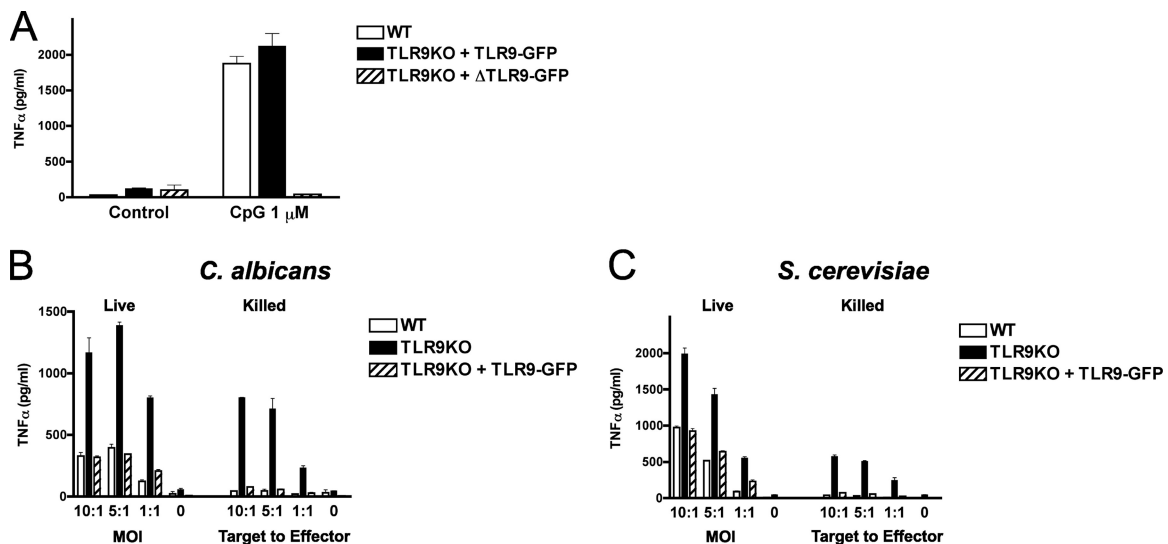 A
TNFα (pg/ml)
2000
1500
1000
500
0
Control
CpG 1 μM
WT
TLR9KO + TLR9-GFP
TLR9KO + ΔTLR9-GFP
B
C. albicans
Live
Killed
TNFα (pg/ml)
1500
1000
500
0
10:1 5:1 1:1 0
10:1 5:1 1:1 0
MOI
Target to Effector
WT
TLR9KO
TLR9KO + TLR9-GFP
C
S. cerevisiae
Live
Killed
TNFα (pg/ml)
2000
1500
1000
500
0
10:1 5:1 1:1 0
10:1 5:1 1:1 0
MOI
Target to Effector
WT
TLR9KO
TLR9KO + TLR9-GFP